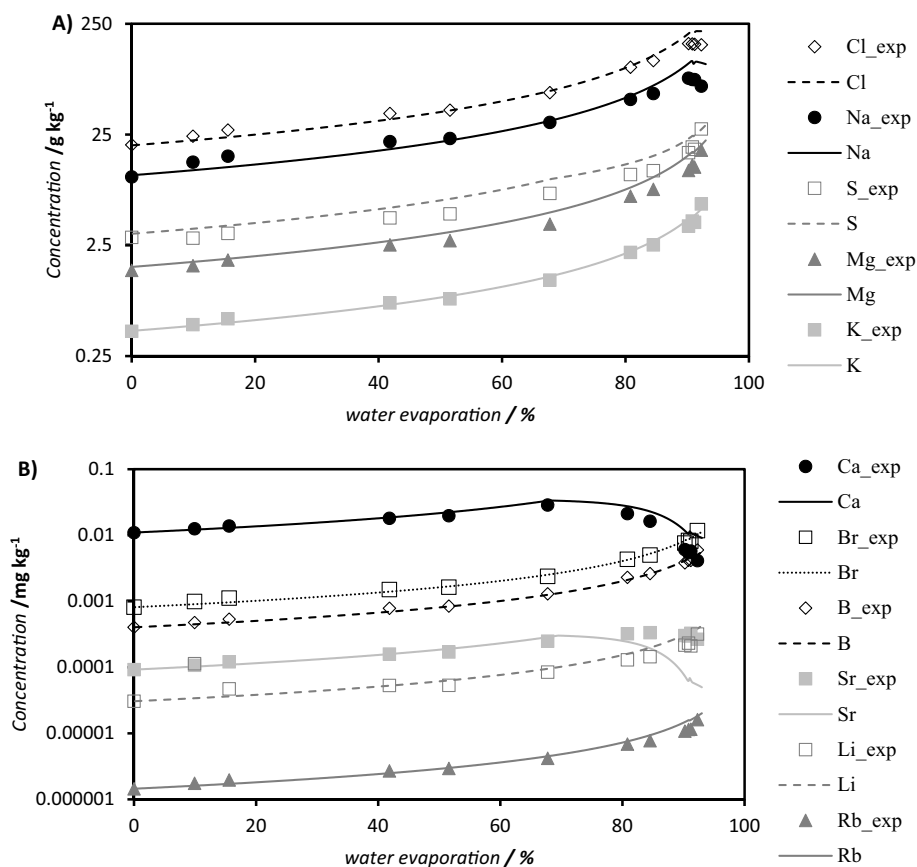 A)
250
25
2.5
0.25
Concentration /g kg⁻¹
0
20
40
60
80
100
water evaporation / %
Cl_exp
Cl
Na_exp
Na
S_exp
S
Mg_exp
Mg
K_exp
K
B)
0.1
0.01
0.001
0.0001
0.00001
0.000001
Concentration /mg kg⁻¹
0
20
40
60
80
100
water evaporation / %
Ca_exp
Ca
Br_exp
Br
B_exp
B
Sr_exp
Sr
Li_exp
Li
Rb_exp
Rb